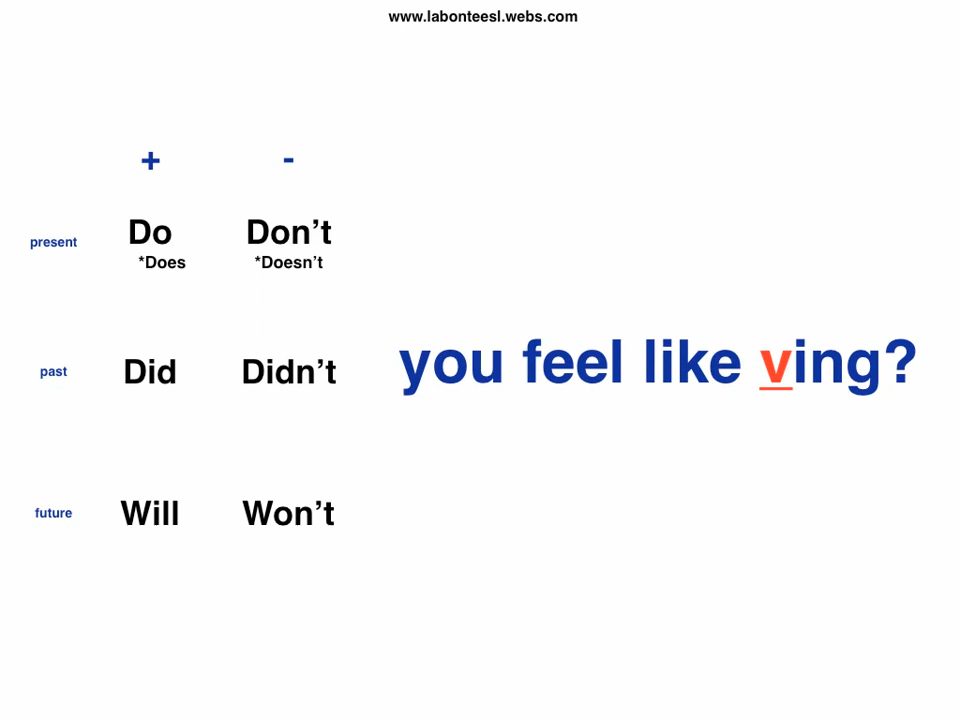 www.labonteesl.webs.com
+ -
present Do Don’t
*Does *Doesn’t
past Did Didn’t you feel like ving?
future Will Won’t